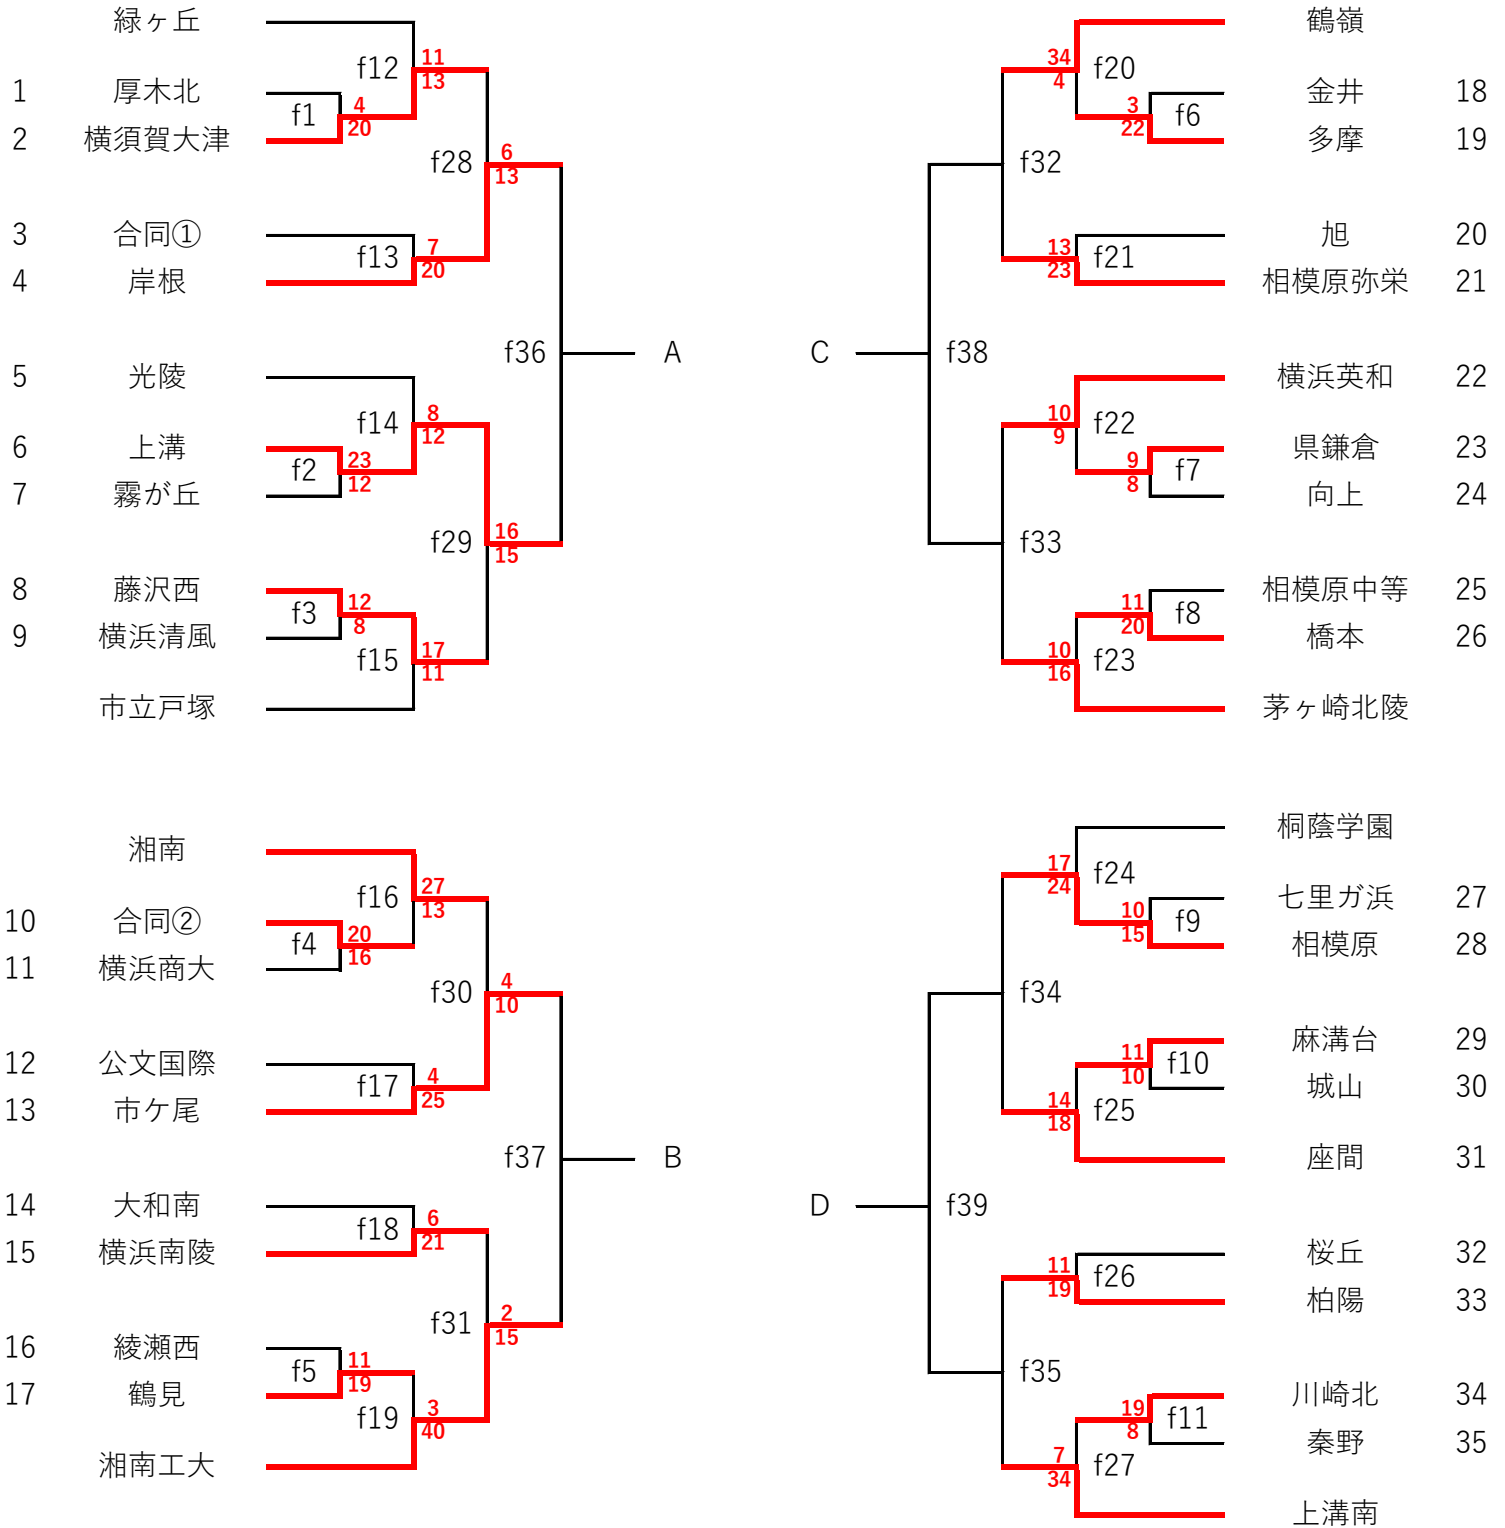 緑ヶ丘
f12
11
13
1 厚木北
f1
4
20
2 横須賀大津
f28
6
13
3 合同①
f13
7
20
4 岸根
f36
A
5 光陵
f14
8
12
6 上溝
f2
23
12
7 霧が丘
f29
16
15
8 藤沢西
f3
12
8
9 横浜清風
f15
17
11
市立戸塚
湘南
f16
27
13
10 合同②
f4
20
16
11 横浜商大
f30
4
10
12 公文国際
f17
4
25
13 市ケ尾
f37
B
14 大和南
f18
6
21
15 横浜南陵
f31
2
15
16 綾瀬西
f5
11
19
17 鶴見
f19
3
40
湘南工大
鶴嶺
34
4
f20
金井 18
3
22
f6
多摩 19
f32
旭 20
13
23
f21
相模原弥栄 21
C
f38
横浜英和 22
10
9
f22
県鎌倉 23
9
8
f7
向上 24
f33
相模原中等 25
11
20
f8
橋本 26
10
16
f23
茅ヶ崎北陵
桐蔭学園
17
24
f24
七里ガ浜 27
10
15
f9
相模原 28
f34
麻溝台 29
11
10
f10
城山 30
14
18
f25
座間 31
D
f39
桜丘 32
11
19
f26
柏陽 33
f35
川崎北 34
19
8
f11
秦野 35
7
34
f27
上溝南